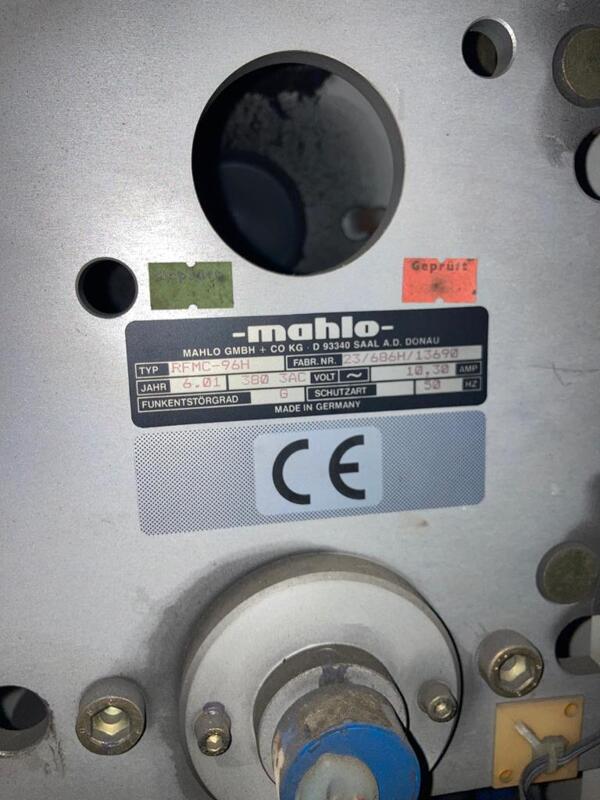 Geprüft
-mahlo-
MAHLO GMBH + CO KG · D 93340 SAAL A.D. DONAU
TYP RFMC-96H FABR.NR. 23/686H/13690
JAHR 6.01 380 3AC VOLT ~ 10,30 AMP
FUNKENTSTÖRGRAD G SCHUTZART 50 HZ
MADE IN GERMANY
CE